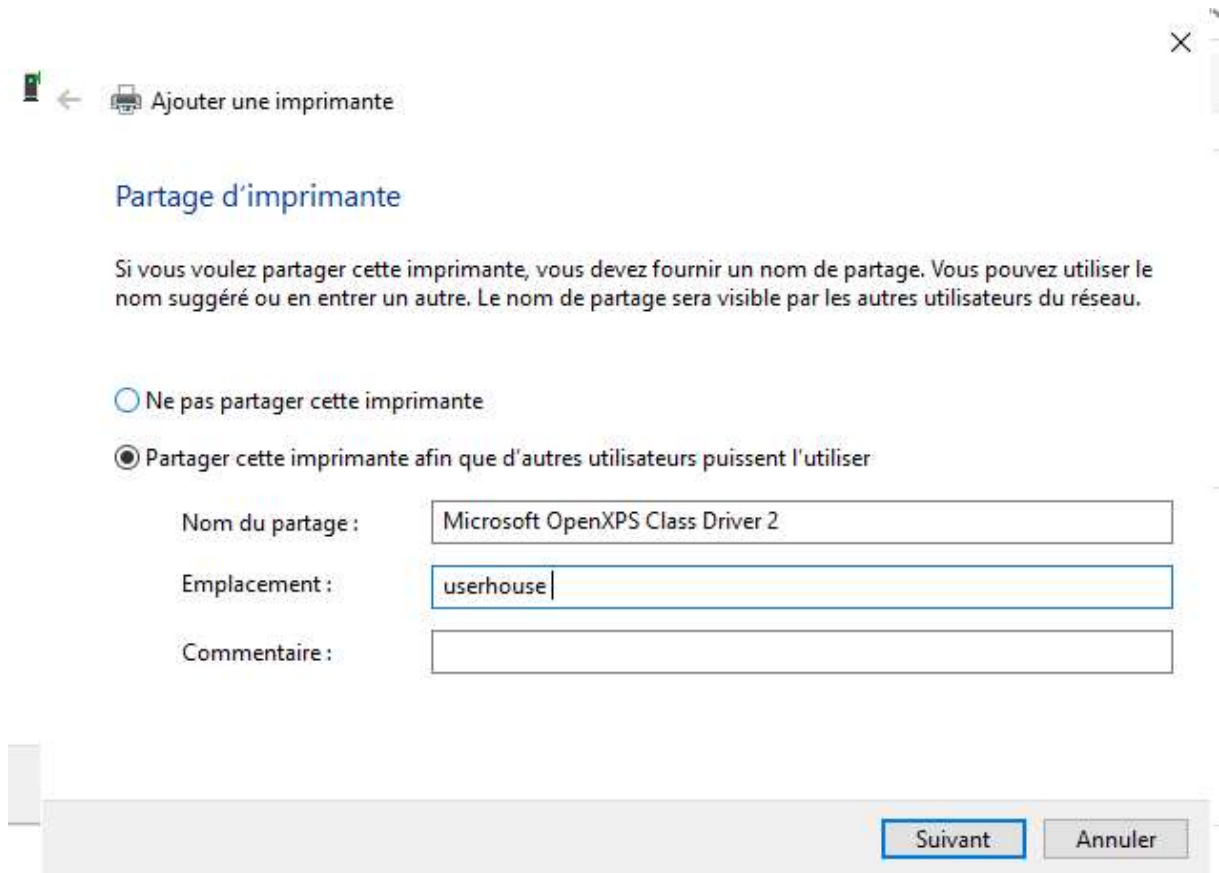 Ajouter une imprimante
Partage d’imprimante
Si vous voulez partager cette imprimante, vous devez fournir un nom de partage. Vous pouvez utiliser le
nom suggéré ou en entrer un autre. Le nom de partage sera visible par les autres utilisateurs du réseau.
Ne pas partager cette imprimante
Partager cette imprimante afin que d'autres utilisateurs puissent l'utiliser
Nom du partage : Microsoft OpenXPS Class Driver 2
Emplacement : userhouse
Commentaire :
Suivant Annuler